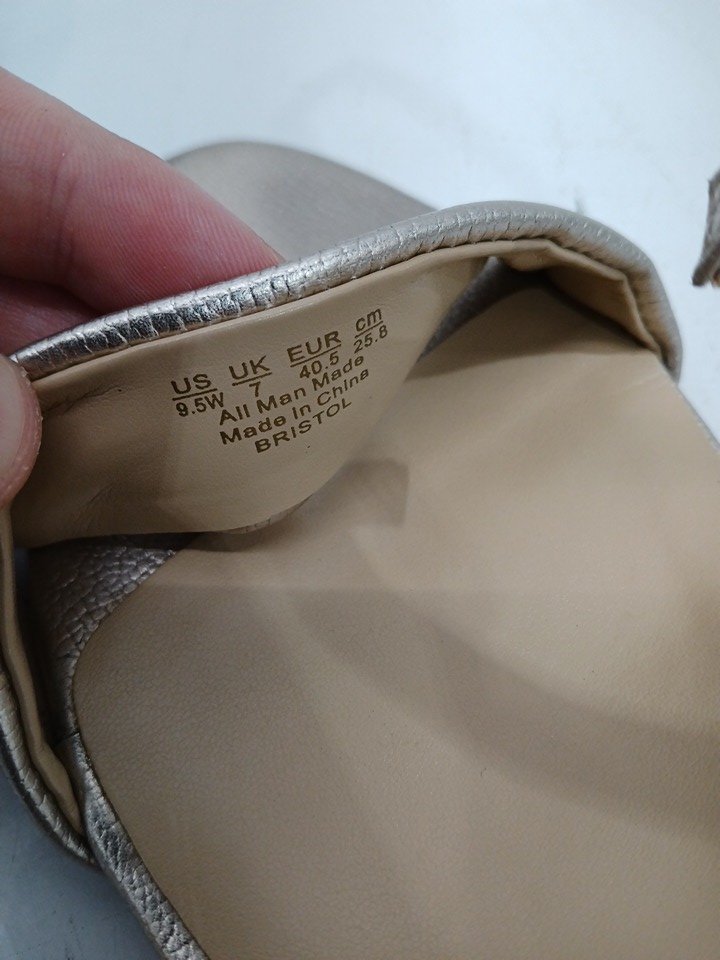 US UK EUR cm
9.5W 7 40.5 25.8
All Man Made
Made In China
BRISTOL